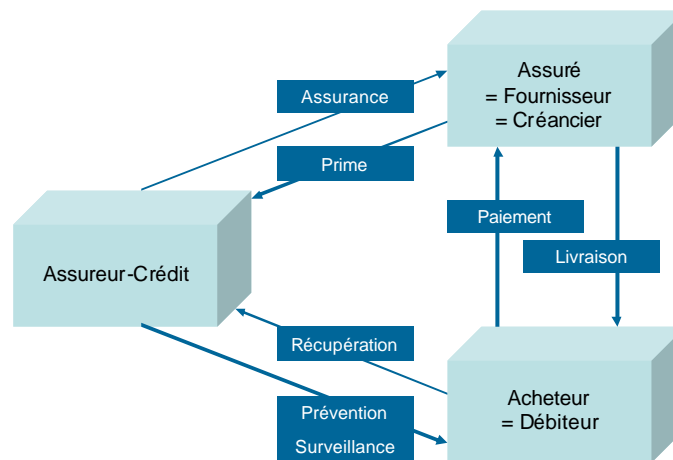 Assuré
= Fournisseur
= Créancier
Assurance
Prime
Paiement
Livraison
Assureur-Crédit
Récupération
Prévention
Surveillance
Acheteur
= Débiteur